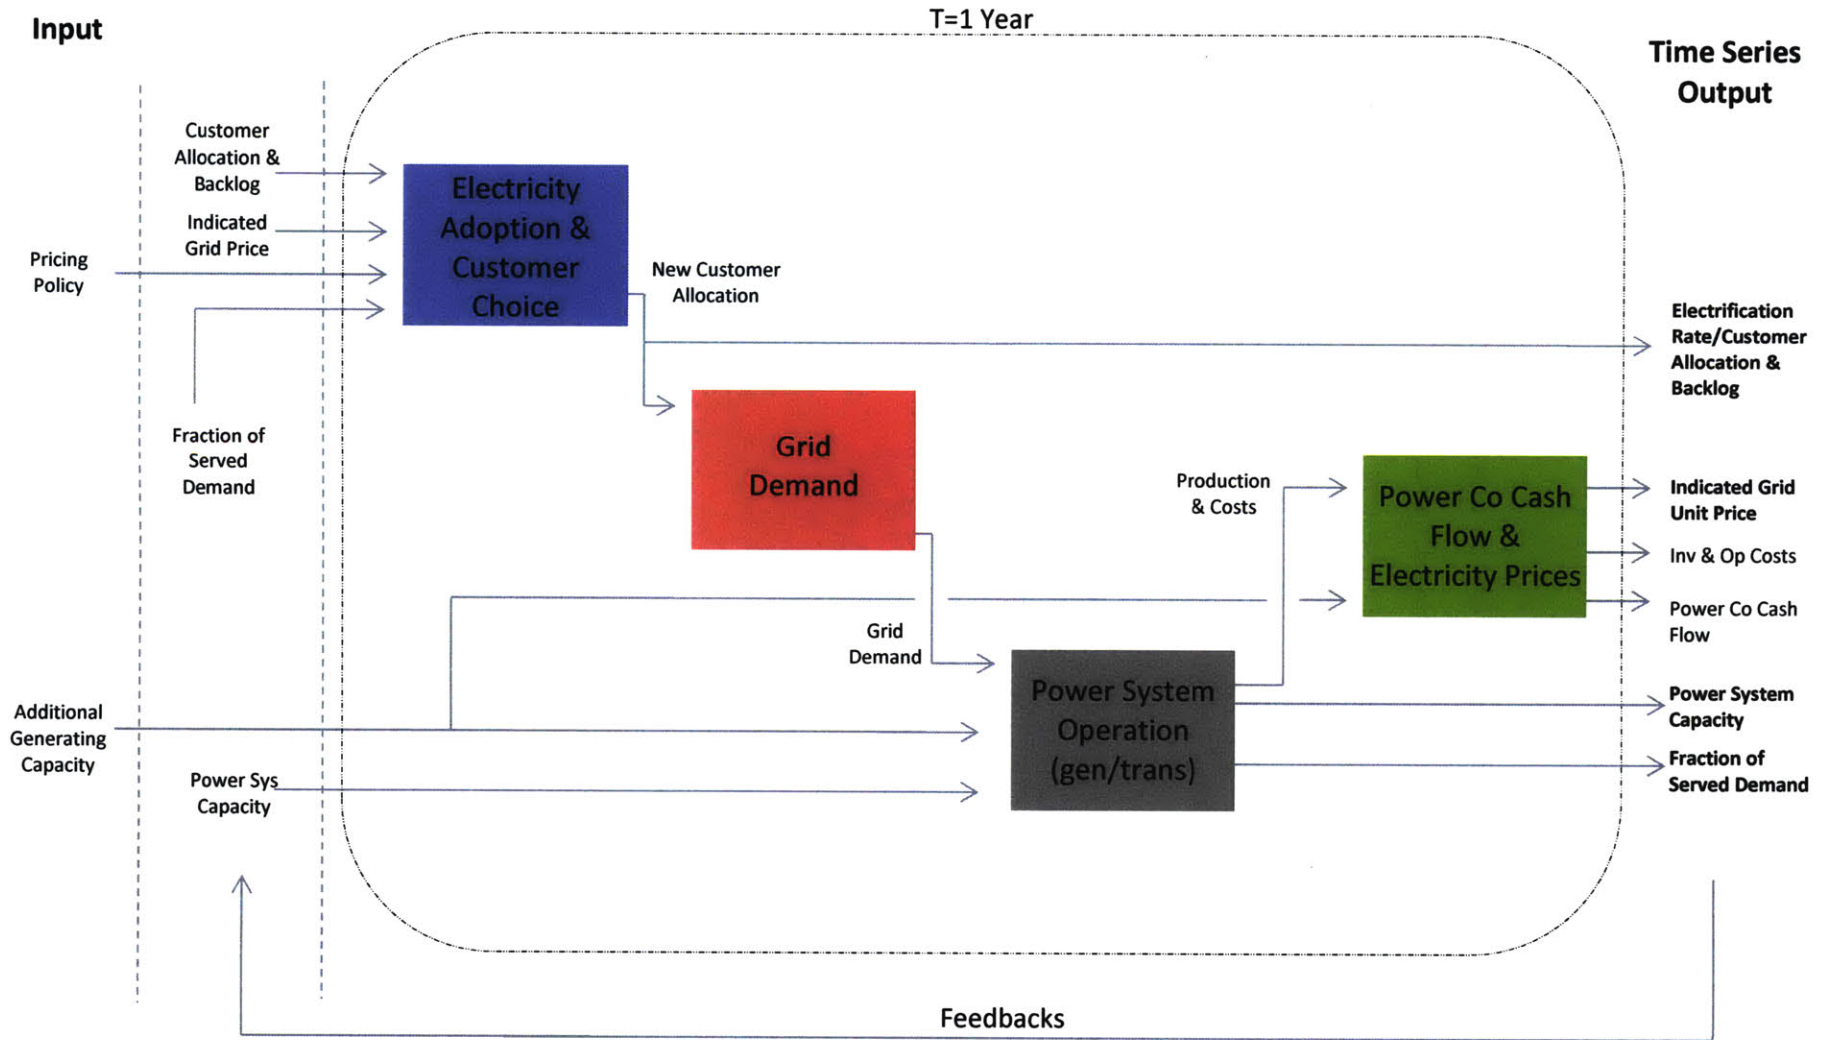 T=1 Year
Input
Time Series
Output
Customer
Allocation &
Backlog
Indicated
Grid Price
Pricing
Policy
Electricity
Adoption &
Customer
Choice
New Customer
Allocation
Electrification
Rate/Customer
Allocation &
Backlog
Fraction of
Served
Demand
Grid
Demand
Production
& Costs
Power Co Cash
Flow &
Electricity Prices
Indicated Grid
Unit Price
Inv & Op Costs
Power Co Cash
Flow
Grid
Demand
Power System
Operation
(gen/trans)
Power System
Capacity
Fraction of
Served Demand
Additional
Generating
Capacity
Power Sys
Capacity
Feedbacks